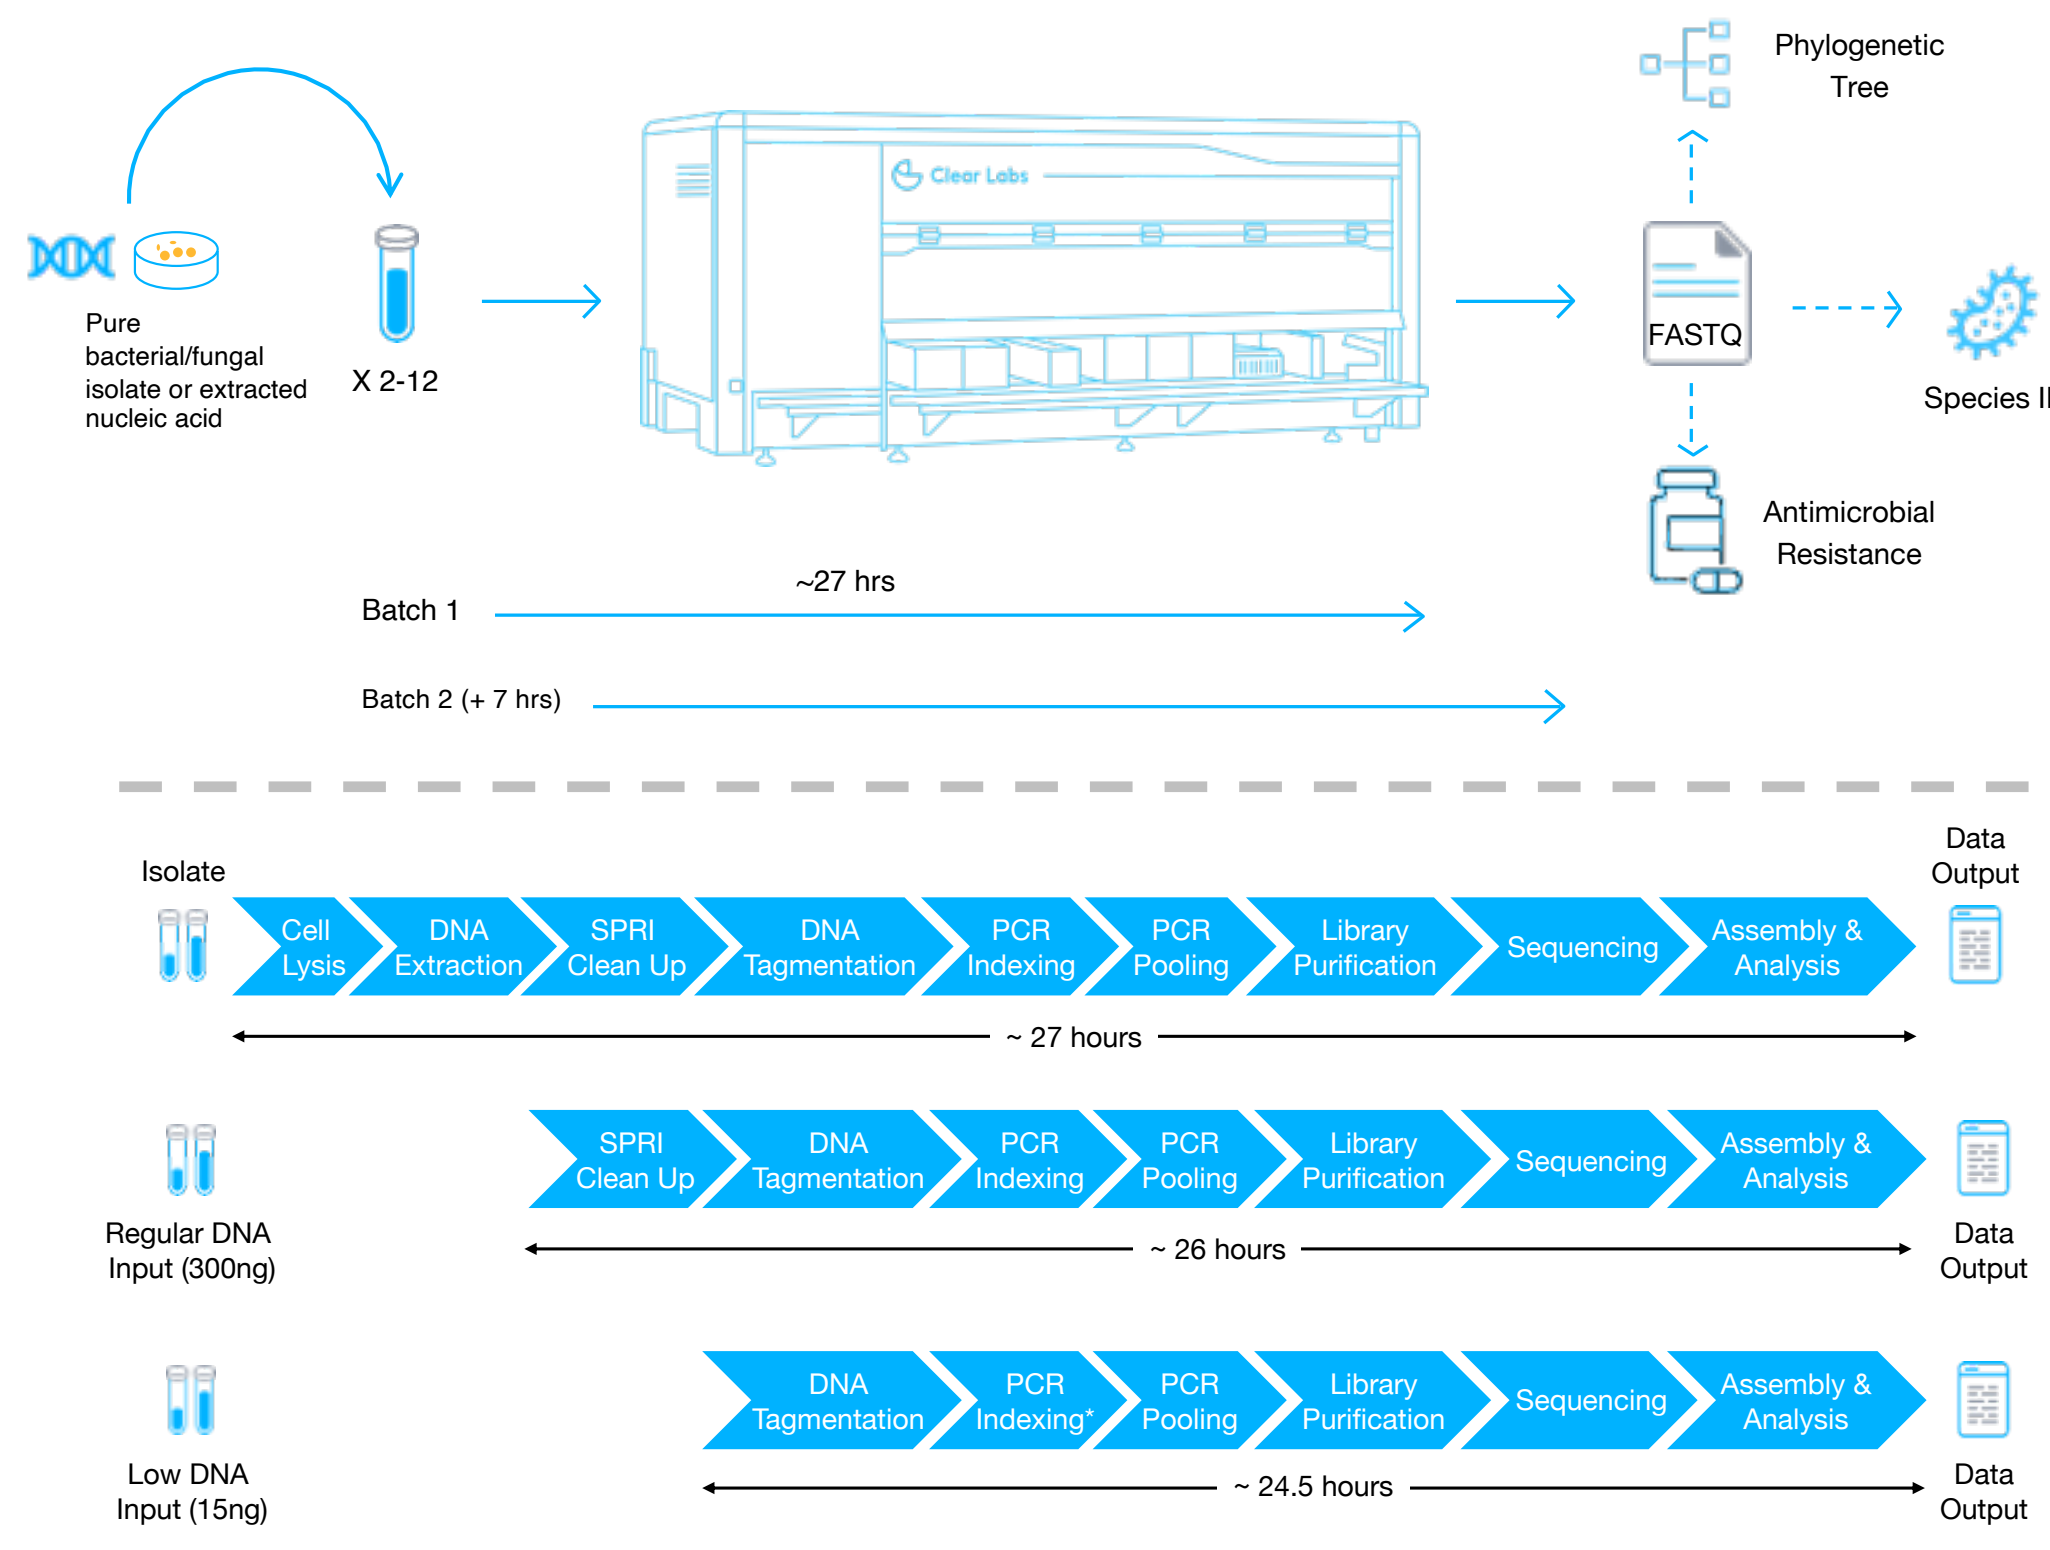 Phylogenetic
Tree
Clear Labs
Pure
bacterial/fungal
isolate or extracted
nucleic acid
X 2-12
FASTQ
Species I
Antimicrobial
Resistance
~27 hrs
Batch 1
Batch 2 (+ 7 hrs)
Isolate
Data
Output
Cell
Lysis
DNA
Extraction
SPRI
Clean Up
DNA
Tagmentation
PCR
Indexing
PCR
Pooling
Library
Purification
Sequencing
Assembly &
Analysis
~ 27 hours
Regular DNA
Input (300ng)
SPRI
Clean Up
DNA
Tagmentation
PCR
Indexing
PCR
Pooling
Library
Purification
Sequencing
Assembly &
Analysis
Data
Output
~ 26 hours
Low DNA
Input (15ng)
DNA
Tagmentation
PCR
Indexing*
PCR
Pooling
Library
Purification
Sequencing
Assembly &
Analysis
Data
Output
~ 24.5 hours